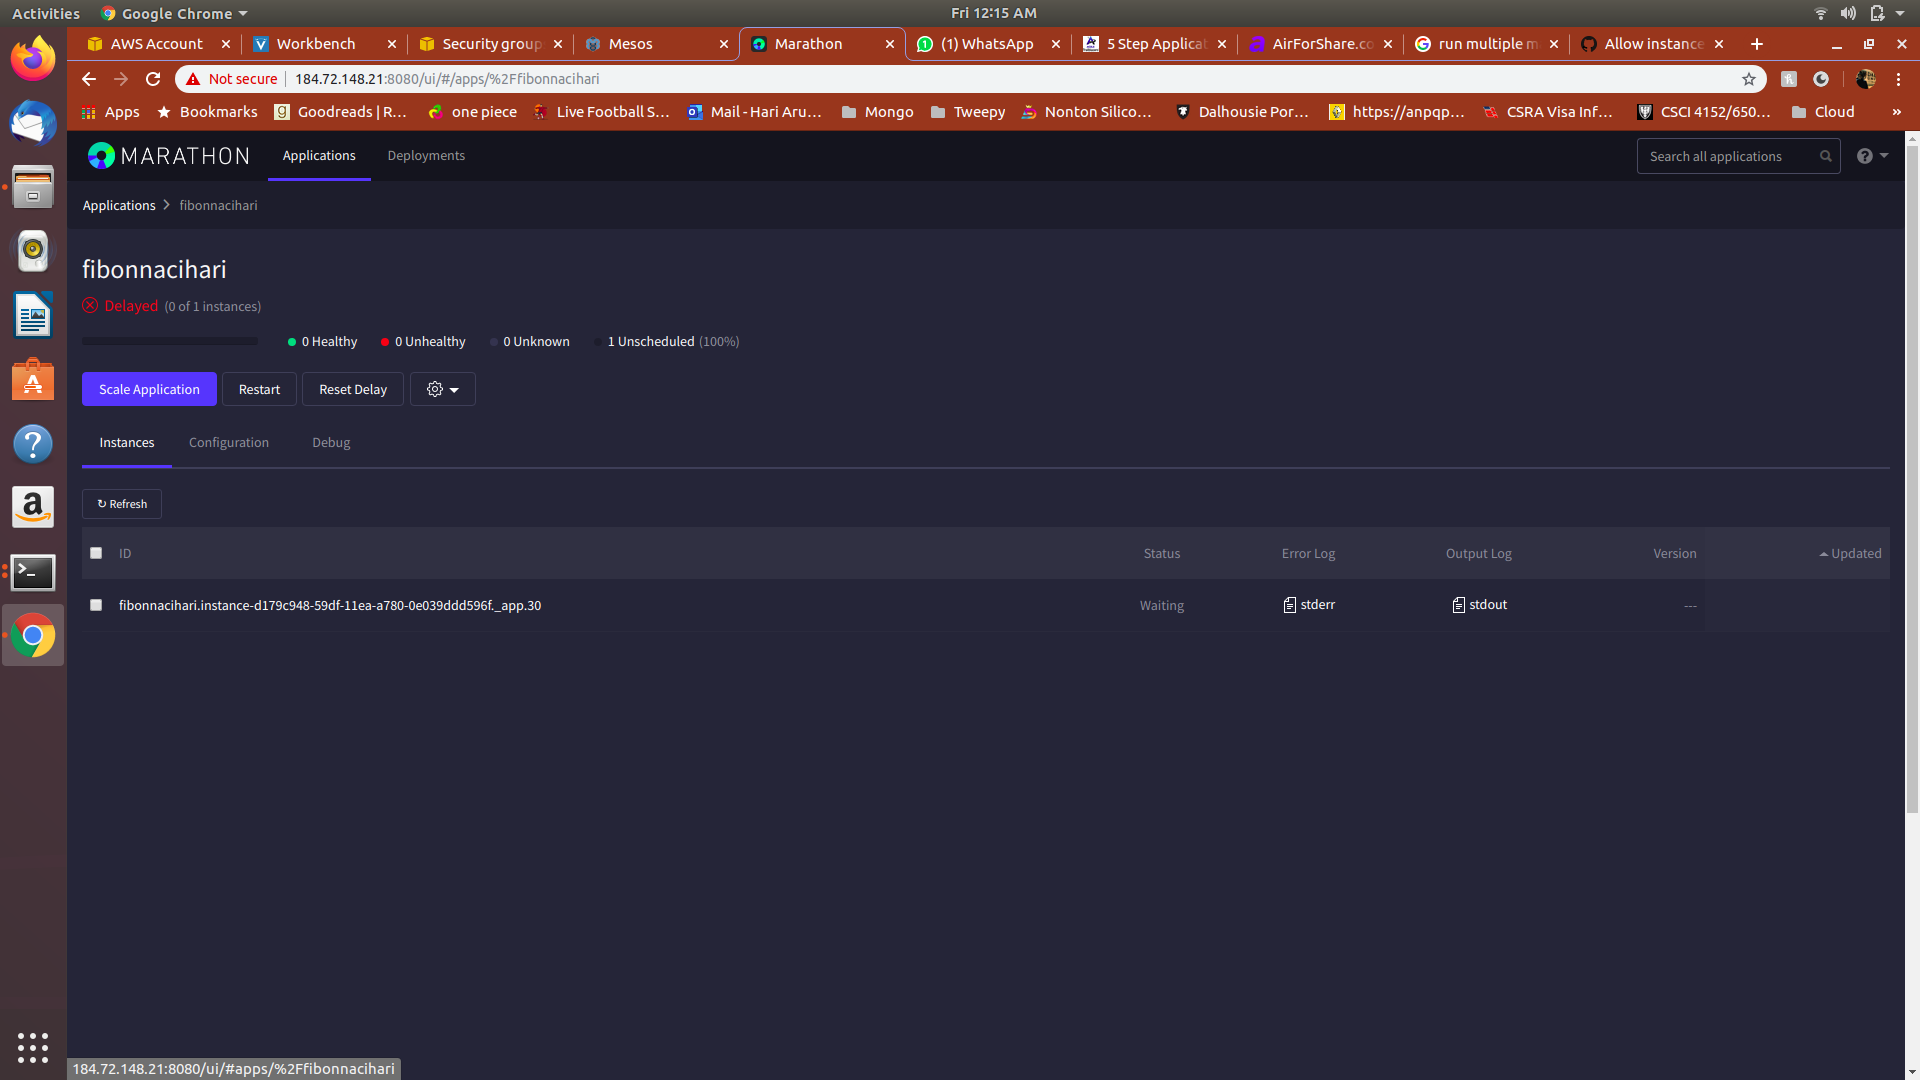 Activities Google Chrome Fri 12:15 AM
AWS Account Workbench Security group Mesos Marathon (1) WhatsApp 5 Step Applicat AirForShare.co run multiple m Allow instance
Not secure 184.72.148.21:8080/ui/#/apps/%2Ffibonnacihari
Apps Bookmarks Goodreads | R... one piece Live Football S... Mail - Hari Aru... Mongo Tweepy Nonton Silico... Dalhousie Por... https://anpqp... CSRA Visa Inf... CSCI 4152/650... Cloud »
MARATHON Applications Deployments Search all applications
Applications > fibonnacihari
fibonnacihari
Delayed (0 of 1 instances)
0 Healthy 0 Unhealthy 0 Unknown 1 Unscheduled (100%)
Scale Application Restart Reset Delay
Instances Configuration Debug
↻ Refresh
ID Status Error Log Output Log Version Updated
fibonnacihari.instance-d179c948-59df-11ea-a780-0e039ddd596f._app.30 Waiting stderr stdout ---
184.72.148.21:8080/ui/#apps/%2Ffibonnacihari